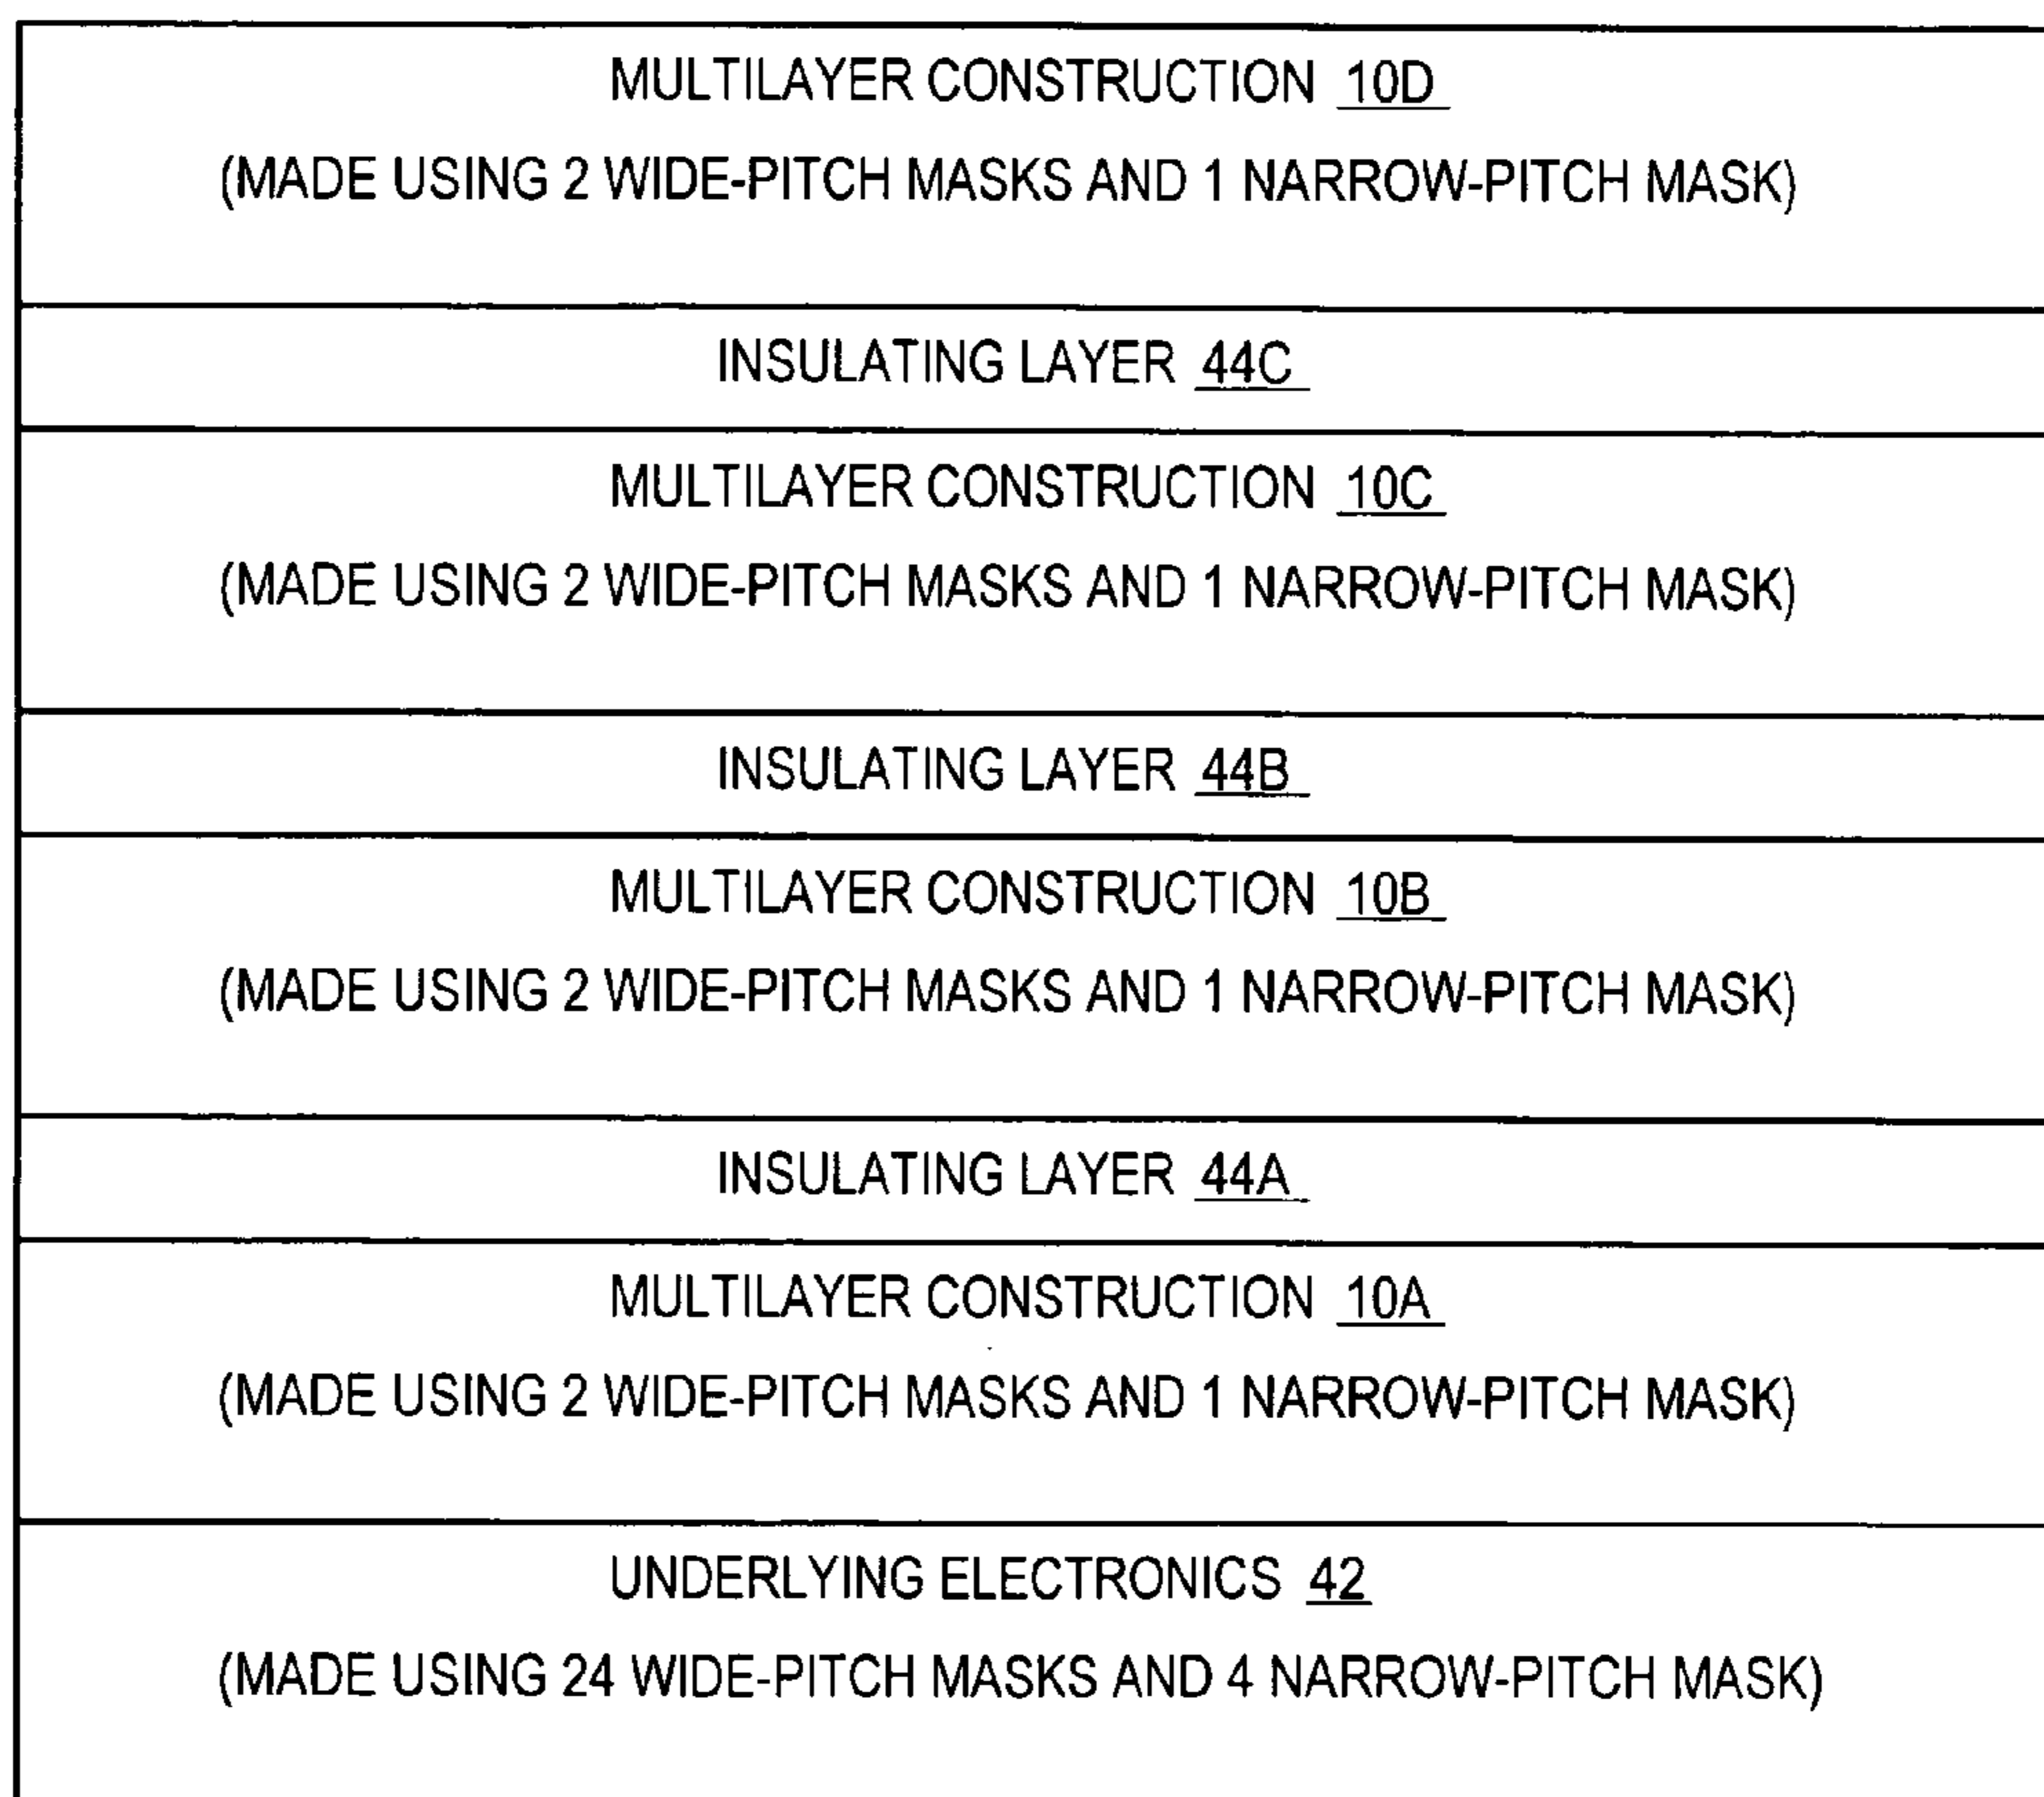 MULTILAYER CONSTRUCTION 10D
(MADE USING 2 WIDE-PITCH MASKS AND 1 NARROW-PITCH MASK)
INSULATING LAYER 44C
MULTILAYER CONSTRUCTION 10C
(MADE USING 2 WIDE-PITCH MASKS AND 1 NARROW-PITCH MASK)
INSULATING LAYER 44B
MULTILAYER CONSTRUCTION 10B
(MADE USING 2 WIDE-PITCH MASKS AND 1 NARROW-PITCH MASK)
INSULATING LAYER 44A
MULTILAYER CONSTRUCTION 10A
(MADE USING 2 WIDE-PITCH MASKS AND 1 NARROW-PITCH MASK)
UNDERLYING ELECTRONICS 42
(MADE USING 24 WIDE-PITCH MASKS AND 4 NARROW-PITCH MASK)